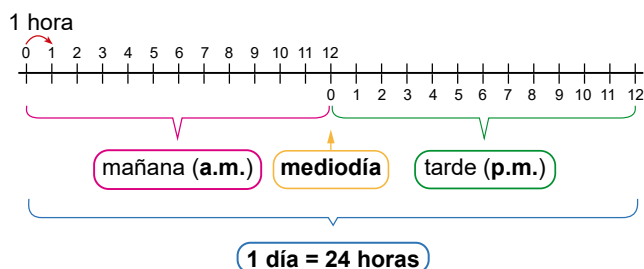 1 hora
0 1 2 3 4 5 6 7 8 9 10 11 12
0 1 2 3 4 5 6 7 8 9 10 11 12
mañana (a.m.) mediodía tarde (p.m.)
1 día = 24 horas